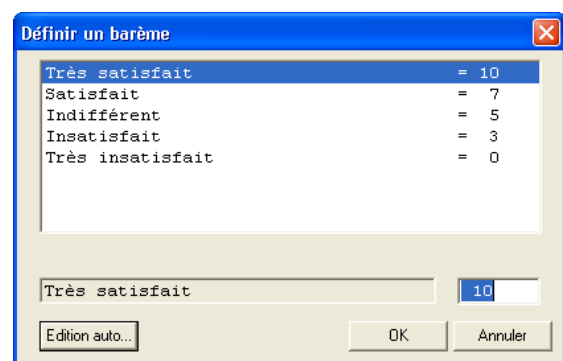 Définir un barème
Très satisfait = 10
Satisfait = 7
Indifférent = 5
Insatisfait = 3
Très insatisfait = 0
Très satisfait 10
Edition auto... OK Annuler